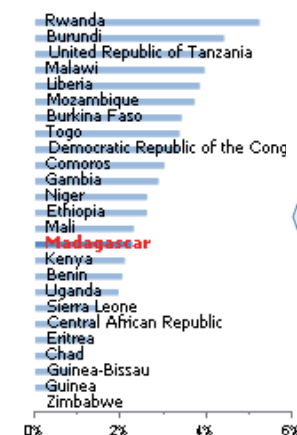 Rwanda
Burundi
United Republic of Tanzania
Malawi
Liberia
Mozambique
Burkina Faso
Togo
Democratic Republic of the Cong
Comoros
Gambia
Niger
Ethiopia
Mali
Madagascar
Kenya
Benin
Uganda
Sierra Leone
Central African Republic
Eritrea
Chad
Guinea-Bissau
Guinea
Zimbabwe
0% 2% 4% 6%